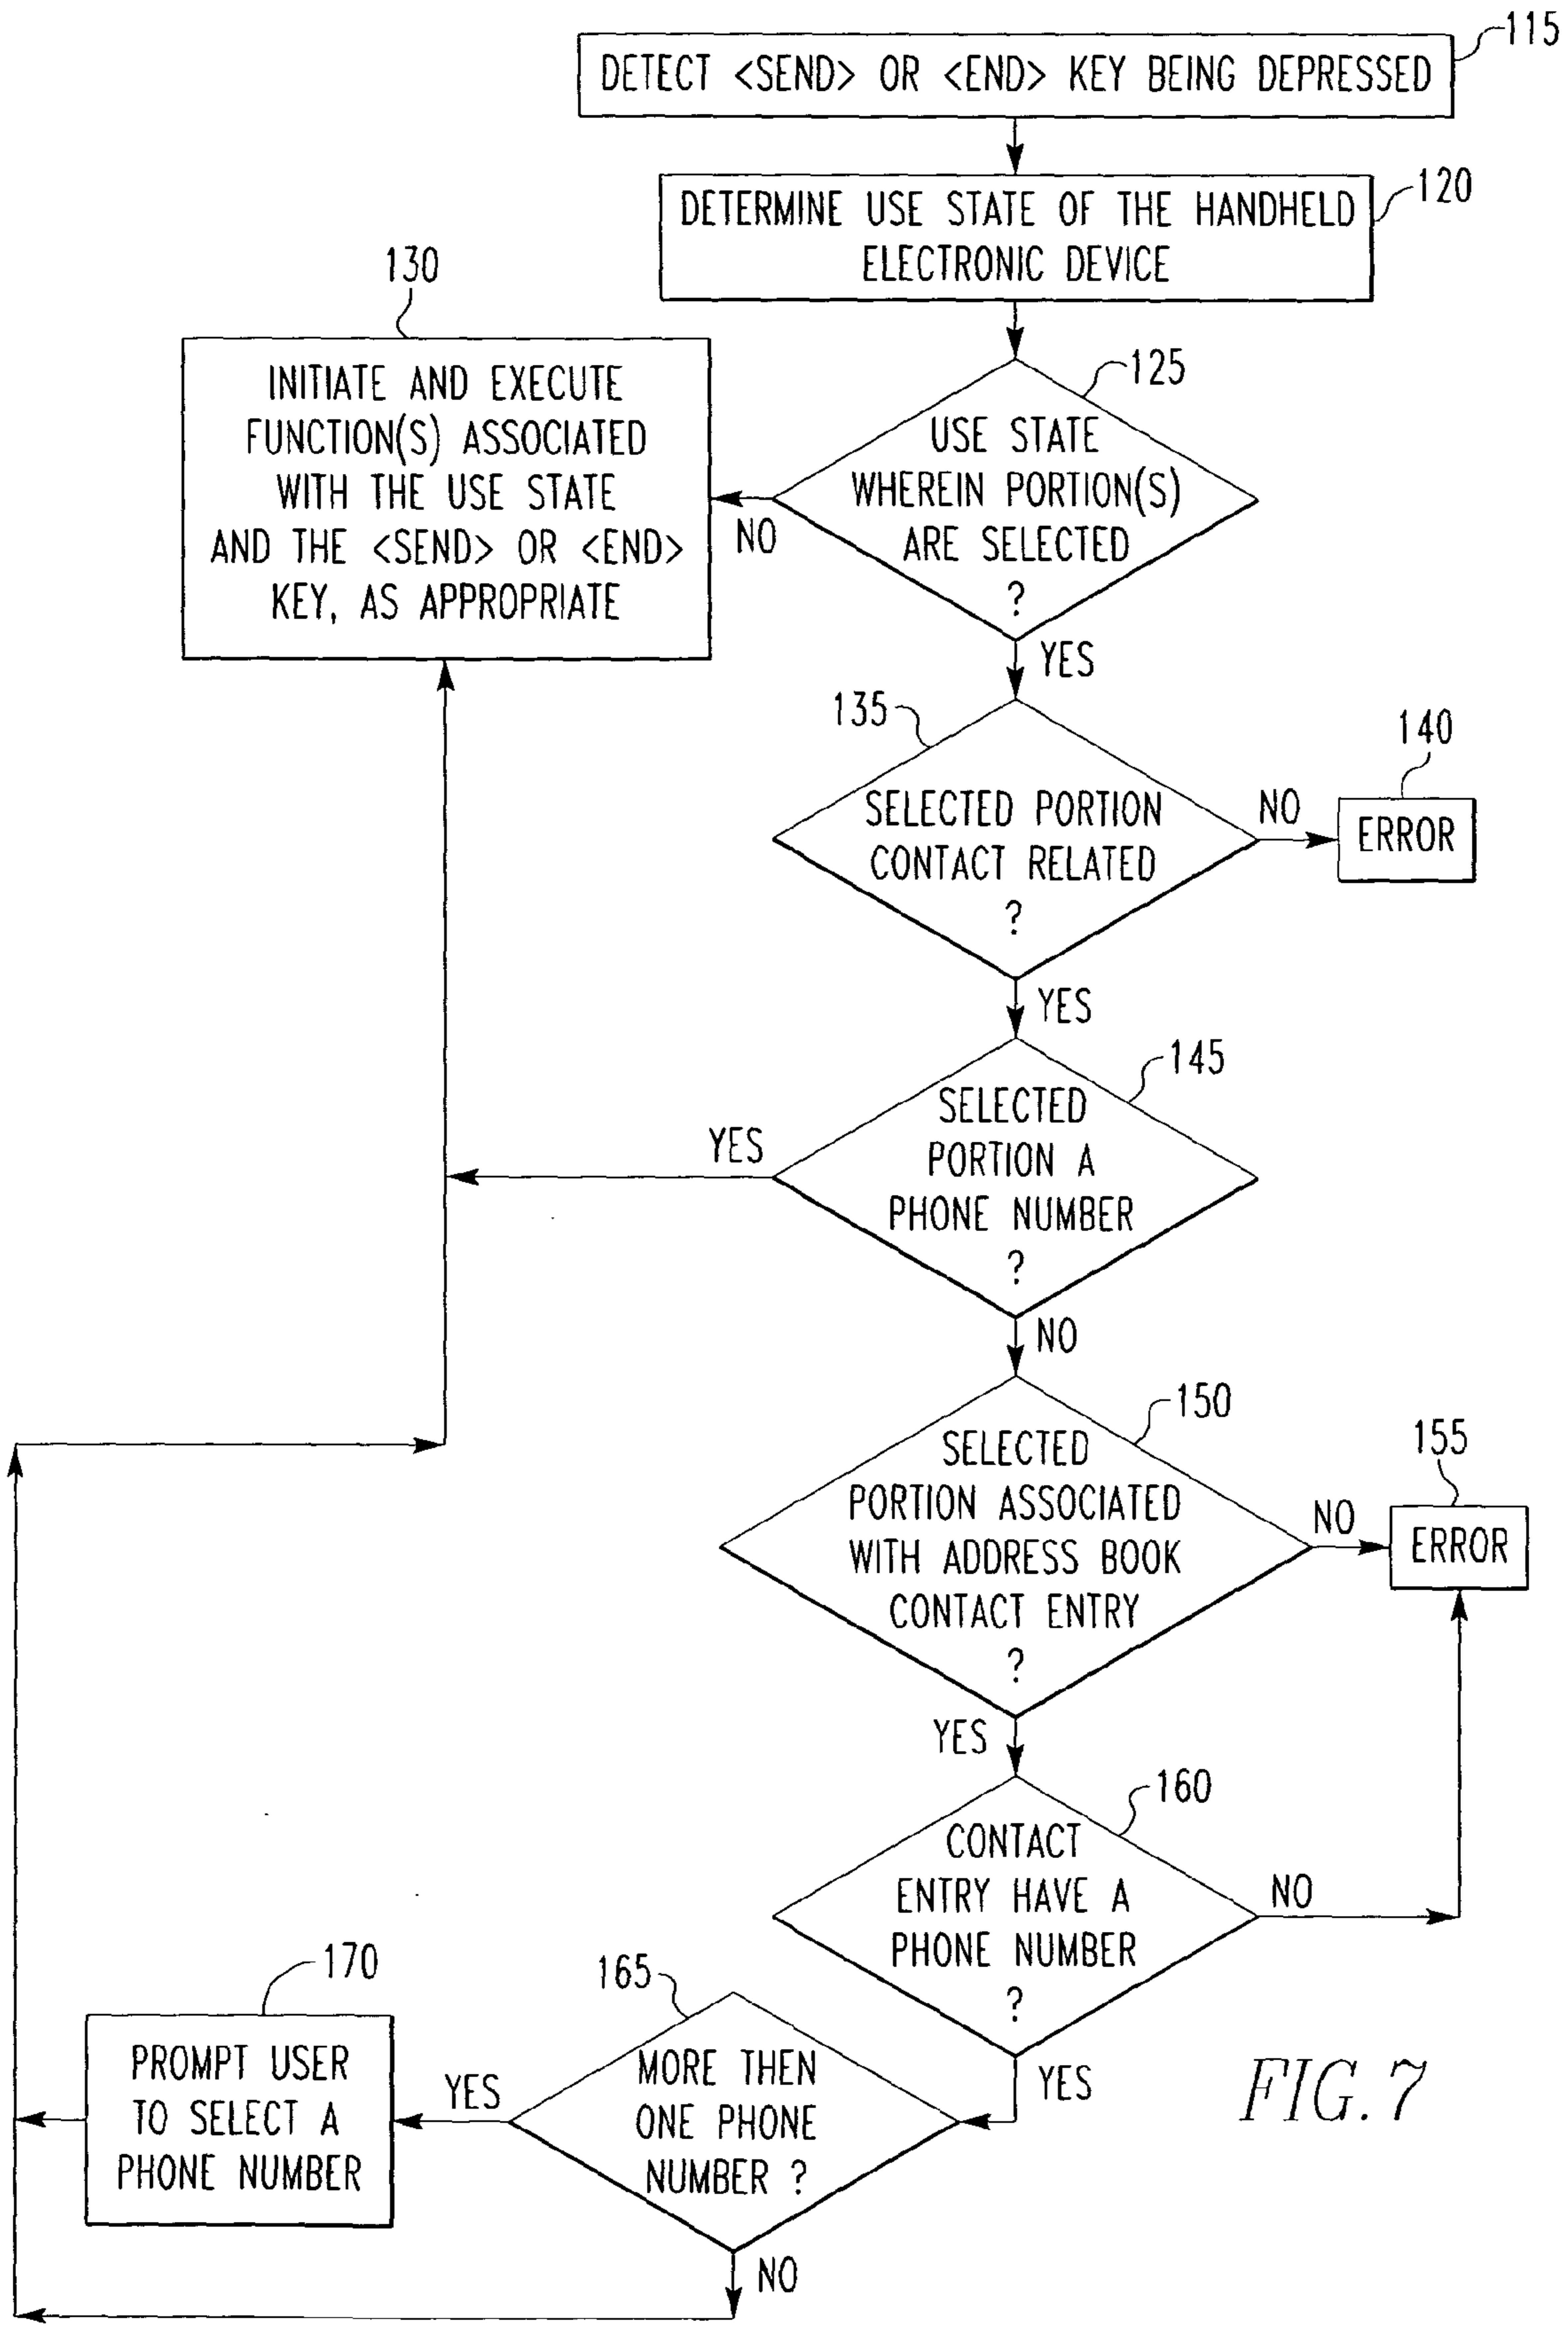 115
DETECT <SEND> OR <END> KEY BEING DEPRESSED
120
DETERMINE USE STATE OF THE HANDHELD
ELECTRONIC DEVICE
130
INITIATE AND EXECUTE
FUNCTION(S) ASSOCIATED
WITH THE USE STATE
AND THE <SEND> OR <END>
KEY, AS APPROPRIATE
125
USE STATE
WHEREIN PORTION(S)
ARE SELECTED
?
NO
YES
135
SELECTED PORTION
CONTACT RELATED
?
NO
140
ERROR
YES
145
SELECTED
PORTION A
PHONE NUMBER
?
YES
NO
150
SELECTED
PORTION ASSOCIATED
WITH ADDRESS BOOK
CONTACT ENTRY
?
NO
155
ERROR
YES
160
CONTACT
ENTRY HAVE A
PHONE NUMBER
?
NO
YES
165
MORE THEN
ONE PHONE
NUMBER ?
YES
NO
170
PROMPT USER
TO SELECT A
PHONE NUMBER
FIG. 7